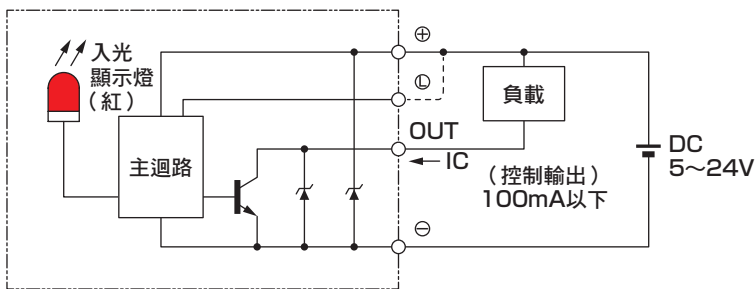 入光
顯示燈
（紅）
主迴路
⊕
Ⓛ
OUT
IC
⊖
負載
（控制輸出）
100mA以下
DC
5～24V